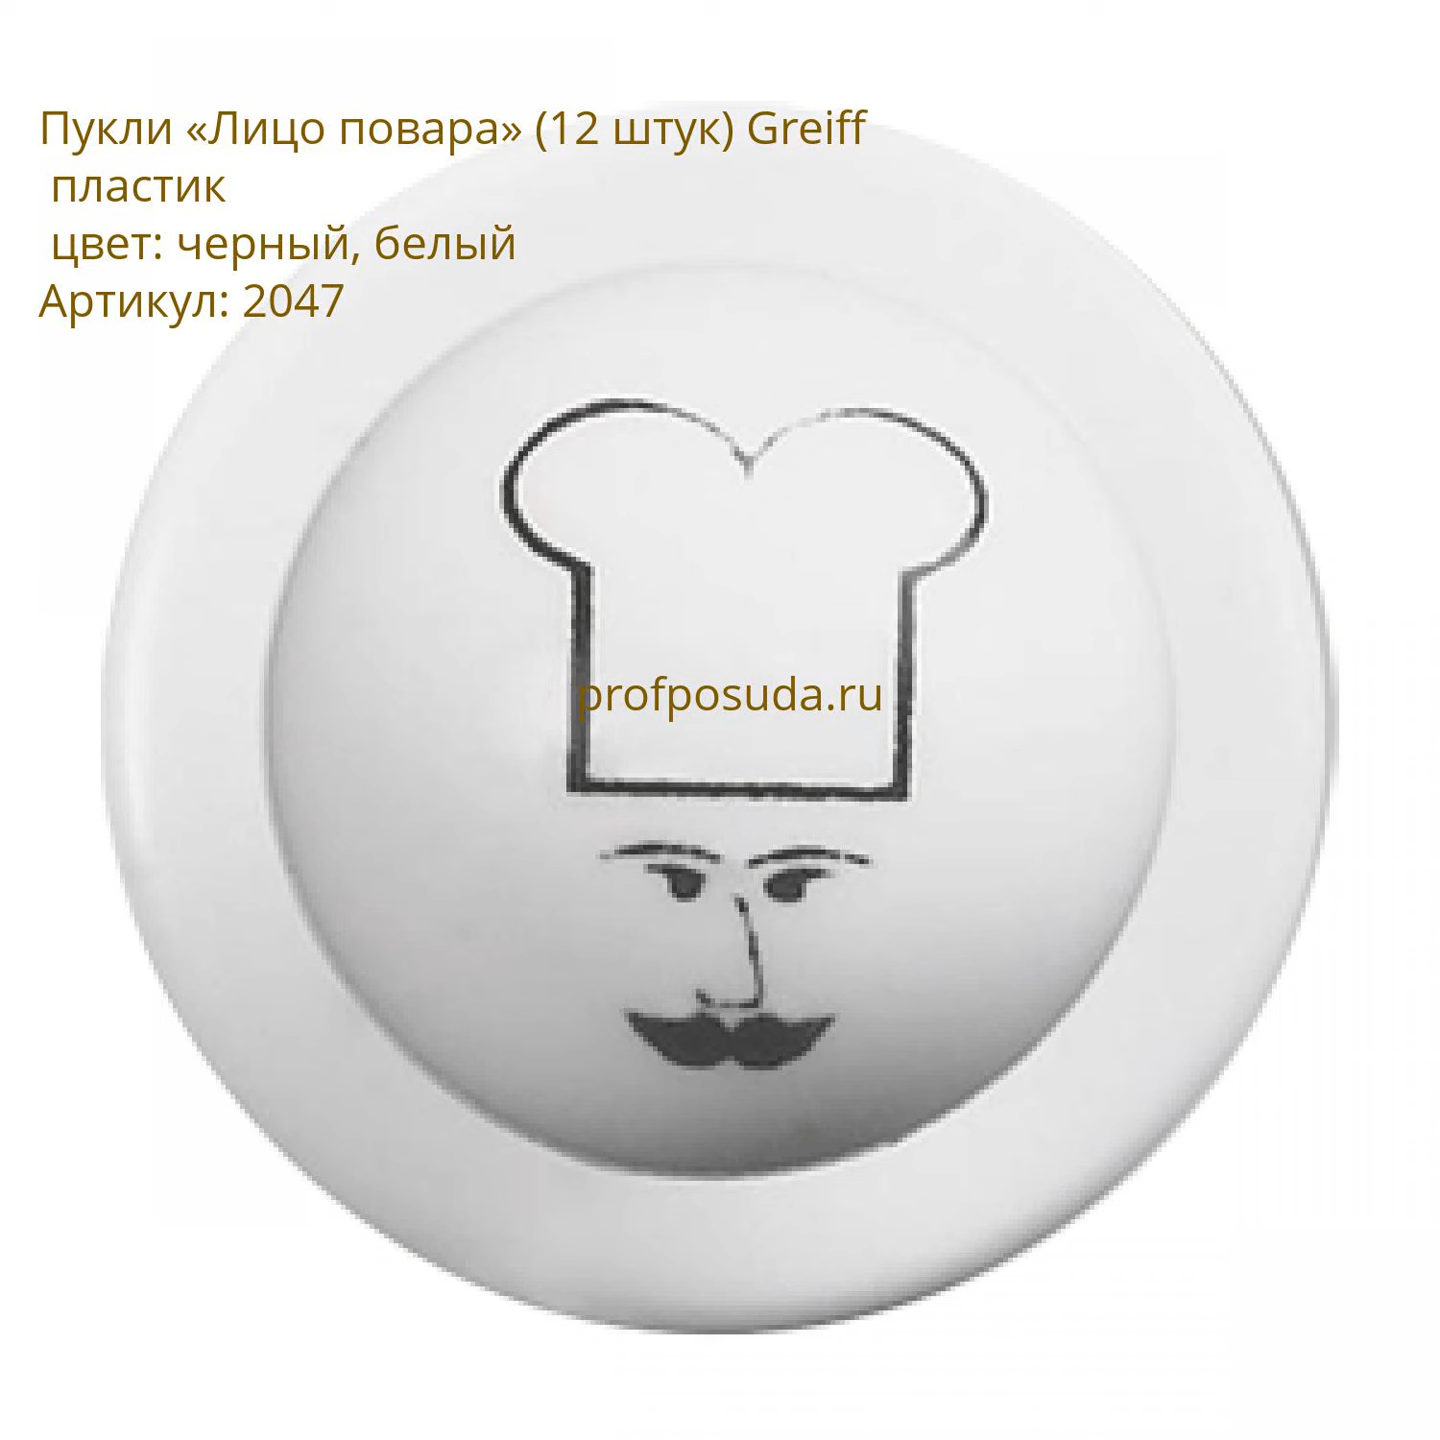 Пукли «Лицо повара» (12 штук) Greiff
пластик
цвет: черный, белый
Артикул: 2047
profposuda.ru